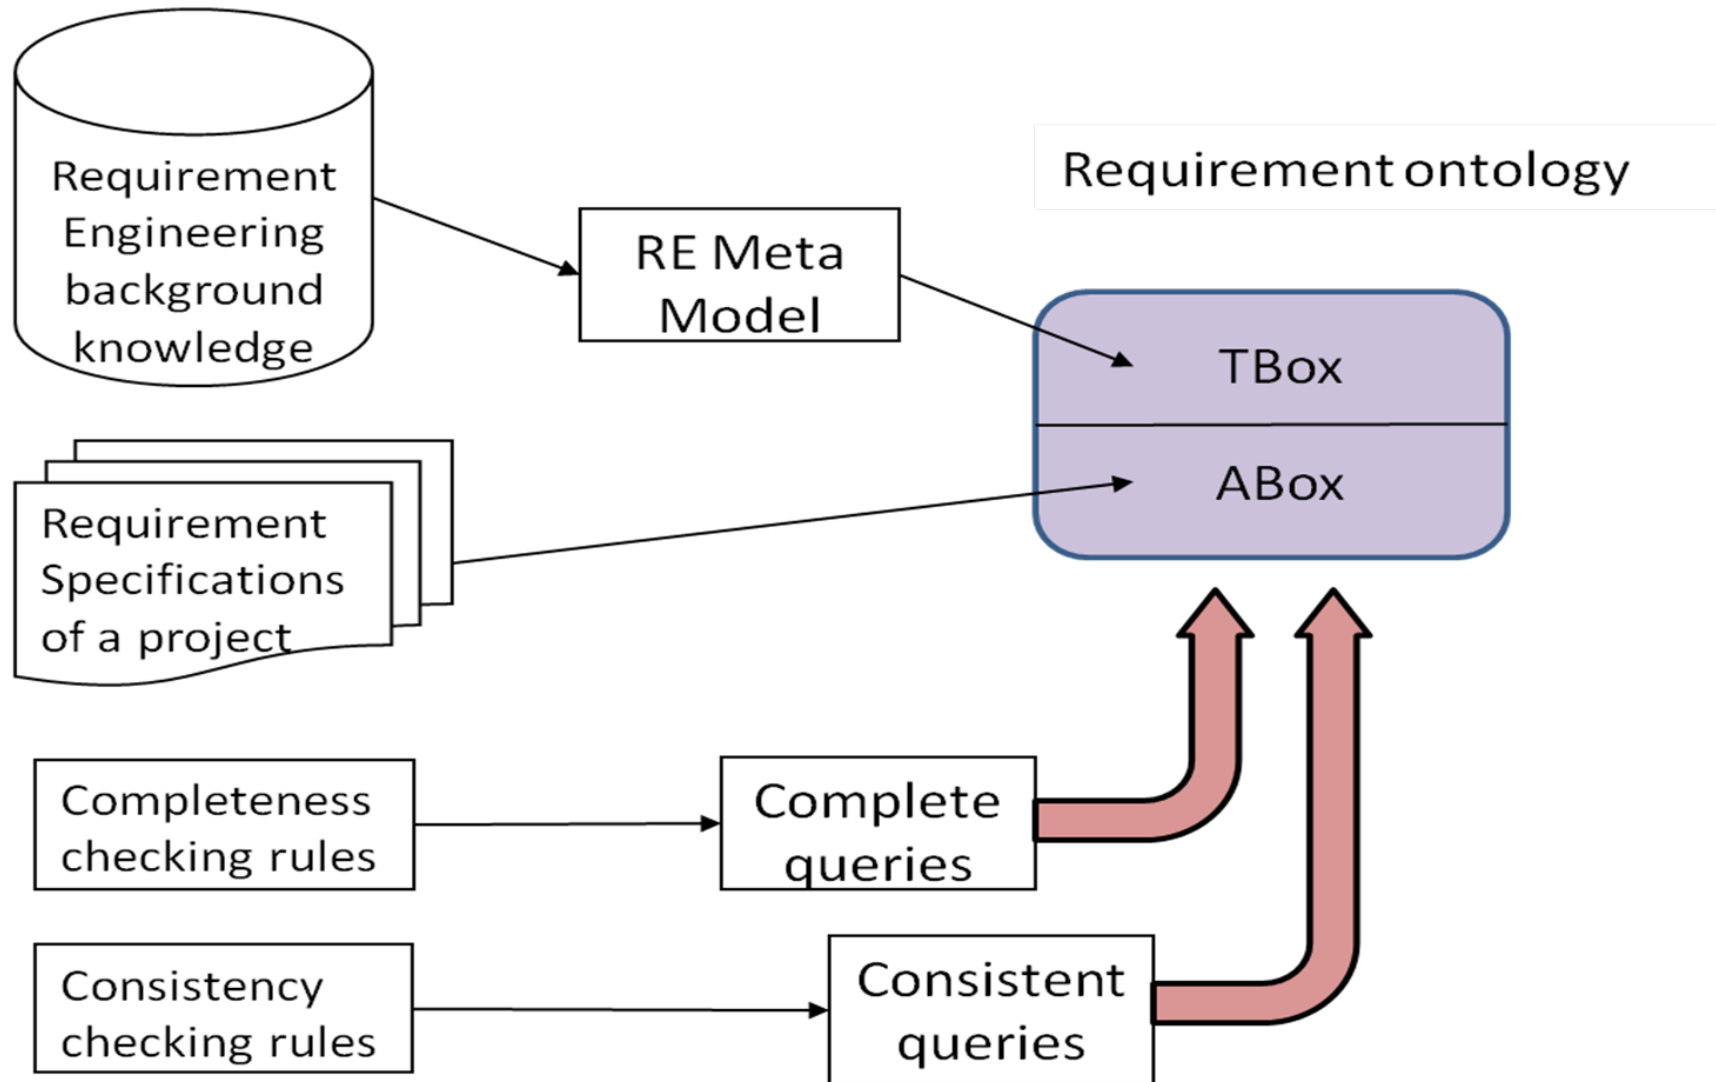 Requirement
Engineering
background
knowledge
RE Meta
Model
Requirement ontology
TBox
ABox
Requirement
Specifications
of a project
Completeness
checking rules
Complete
queries
Consistency
checking rules
Consistent
queries